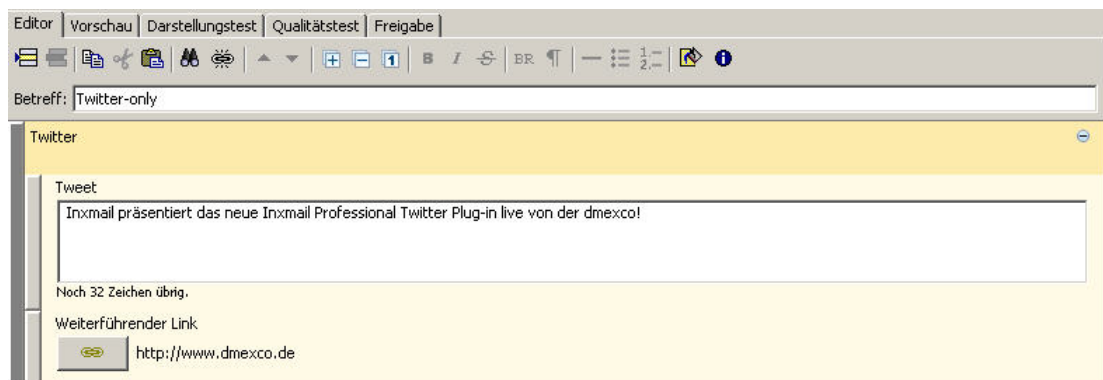 Editor Vorschau Darstellungstest Qualitätstest Freigabe
B I S BR ¶
Betreff: Twitter-only
Twitter
Tweet
Inxmail präsentiert das neue Inxmail Professional Twitter Plug-in live von der dmexco!
Noch 32 Zeichen übrig.
Weiterführender Link
http://www.dmexco.de